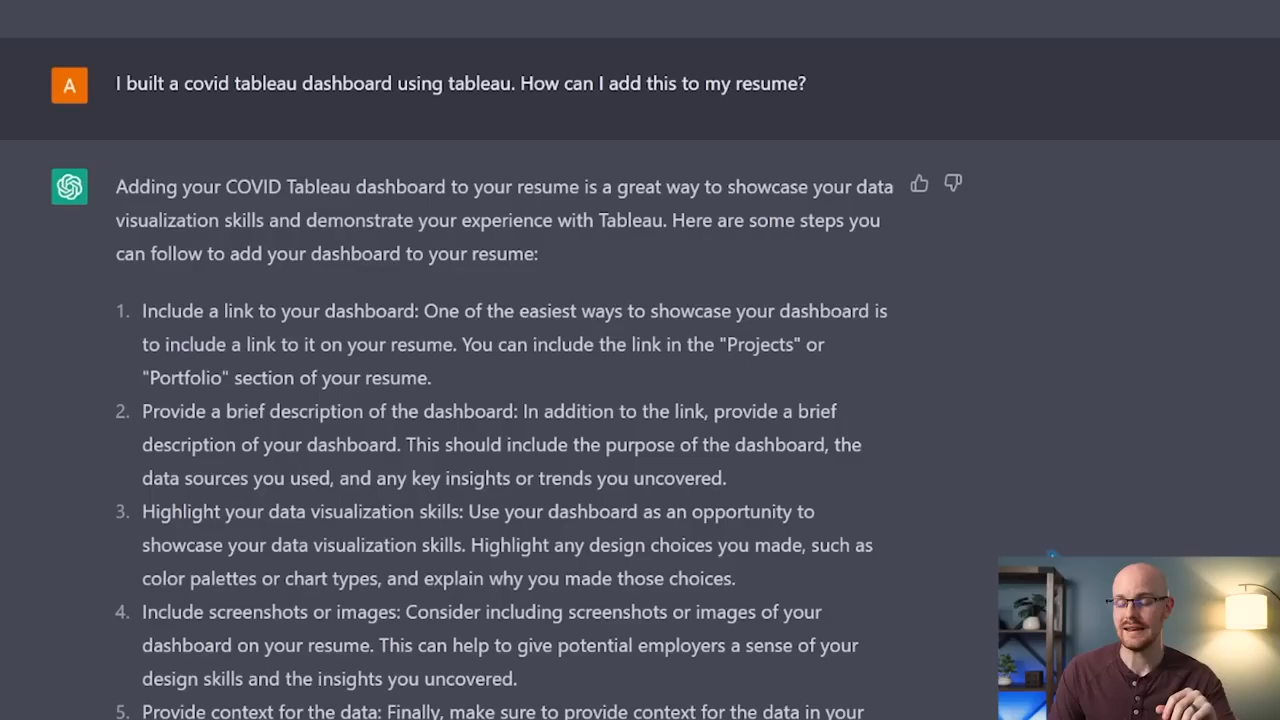 A
I built a covid tableau dashboard using tableau. How can I add this to my resume?
Adding your COVID Tableau dashboard to your resume is a great way to showcase your data
visualization skills and demonstrate your experience with Tableau. Here are some steps you
can follow to add your dashboard to your resume:
1. Include a link to your dashboard: One of the easiest ways to showcase your dashboard is
to include a link to it on your resume. You can include the link in the "Projects" or
"Portfolio" section of your resume.
2. Provide a brief description of the dashboard: In addition to the link, provide a brief
description of your dashboard. This should include the purpose of the dashboard, the
data sources you used, and any key insights or trends you uncovered.
3. Highlight your data visualization skills: Use your dashboard as an opportunity to
showcase your data visualization skills. Highlight any design choices you made, such as
color palettes or chart types, and explain why you made those choices.
4. Include screenshots or images: Consider including screenshots or images of your
dashboard on your resume. This can help to give potential employers a sense of your
design skills and the insights you uncovered.
5. Provide context for the data: Finally, make sure to provide context for the data in your